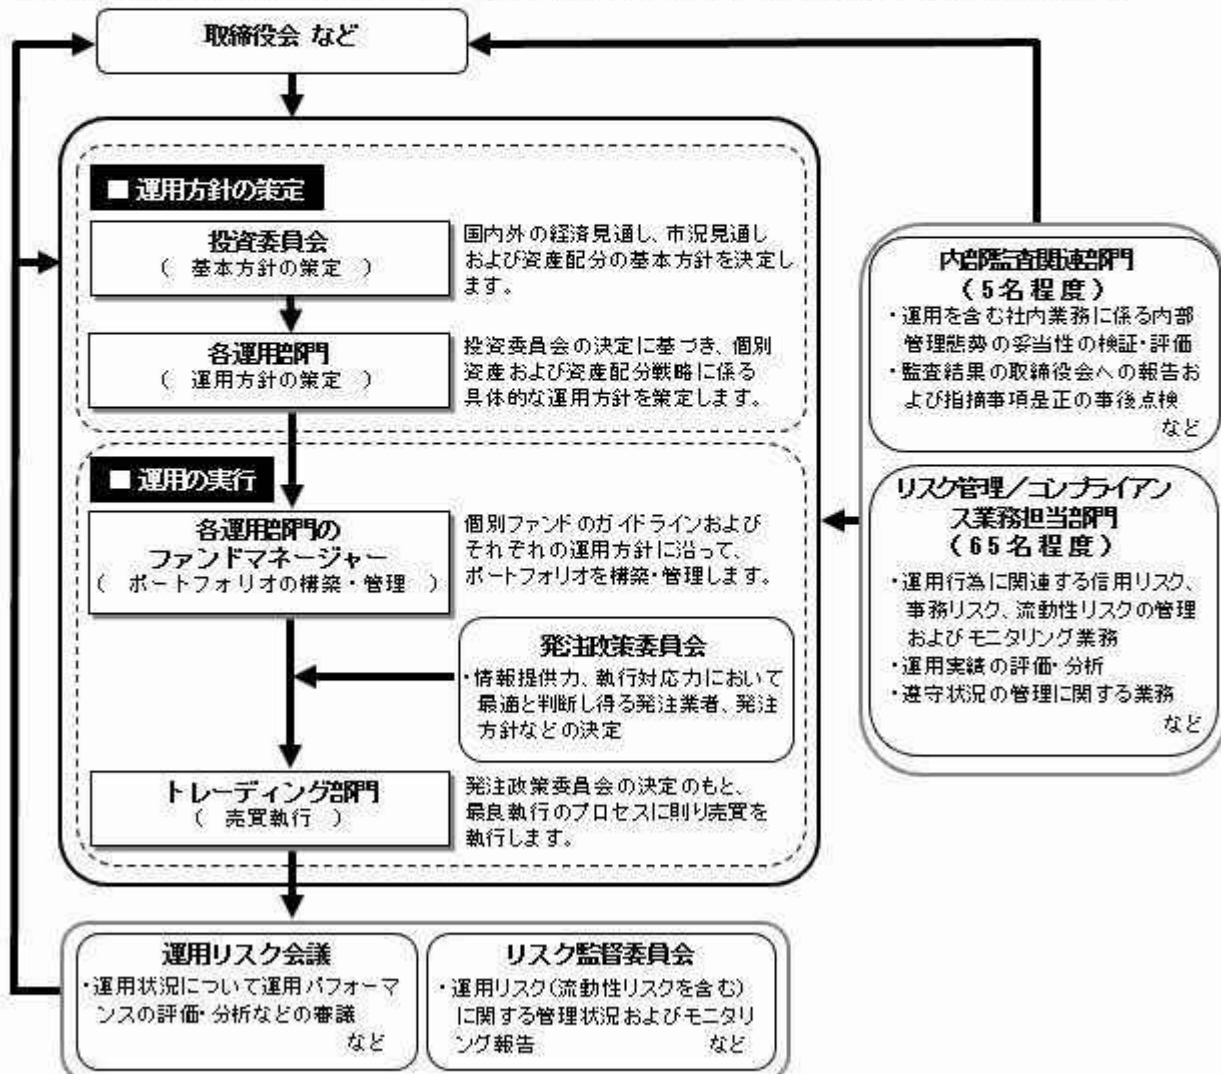 取締役会 など
■ 運用方針の策定
投資委員会
( 基本方針の策定 )
国内外の経済見通し、市況見通し
および資産配分の基本方針を決定し
ます。
各運用部門
( 運用方針の策定 )
投資委員会の決定に基づき、個別
資産および資産配分戦略に係る
具体的な運用方針を策定します。
■ 運用の実行
各運用部門の
ファンドマネージャー
( ポートフォリオの構築・管理 )
個別ファンドのガイドラインおよび
それぞれの運用方針に沿って、
ポートフォリオを構築・管理します。
発注政策委員会
・情報提供力、執行対応力において
最適と判断し得る発注業者、発注
方針などの決定
トレーディング部門
( 売買執行 )
発注政策委員会の決定のもと、
最良執行のプロセスに則り売買を
執行します。
内部監査関連部門
(5名程度)
・運用を含む社内業務に係る内部
管理態勢の妥当性の検証・評価
・監査結果の取締役会への報告お
よび指摘事項是正の事後点検
など
リスク管理/コンプライアン
ス業務担当部門
(65名程度)
・運用行為に関連する信用リスク、
事務リスク、流動性リスクの管理
およびモニタリング業務
・運用実績の評価・分析
・遵守状況の管理に関する業務
など
運用リスク会議
・運用状況について運用パフォーマ
ンスの評価・分析などの審議
など
リスク監督委員会
・運用リスク(流動性リスクを含む)
に関する管理状況およびモニタリ
ング報告 など